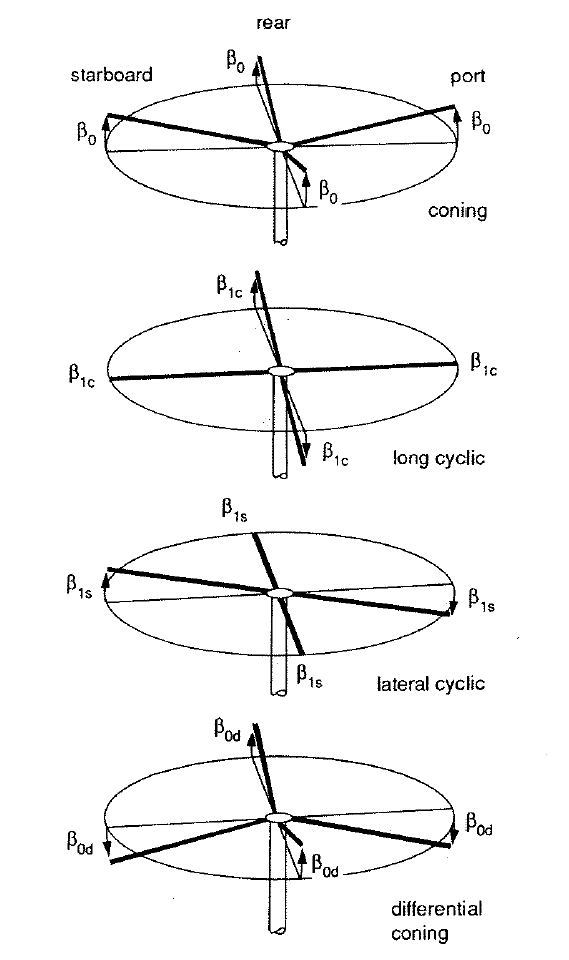 rear
β0
starboard
port
β0
β0
β0
coning
β1c
β1c
β1c
β1c
long cyclic
β1s
β1s
β1s
β1s
lateral cyclic
β0d
β0d
β0d
β0d
differential
coning